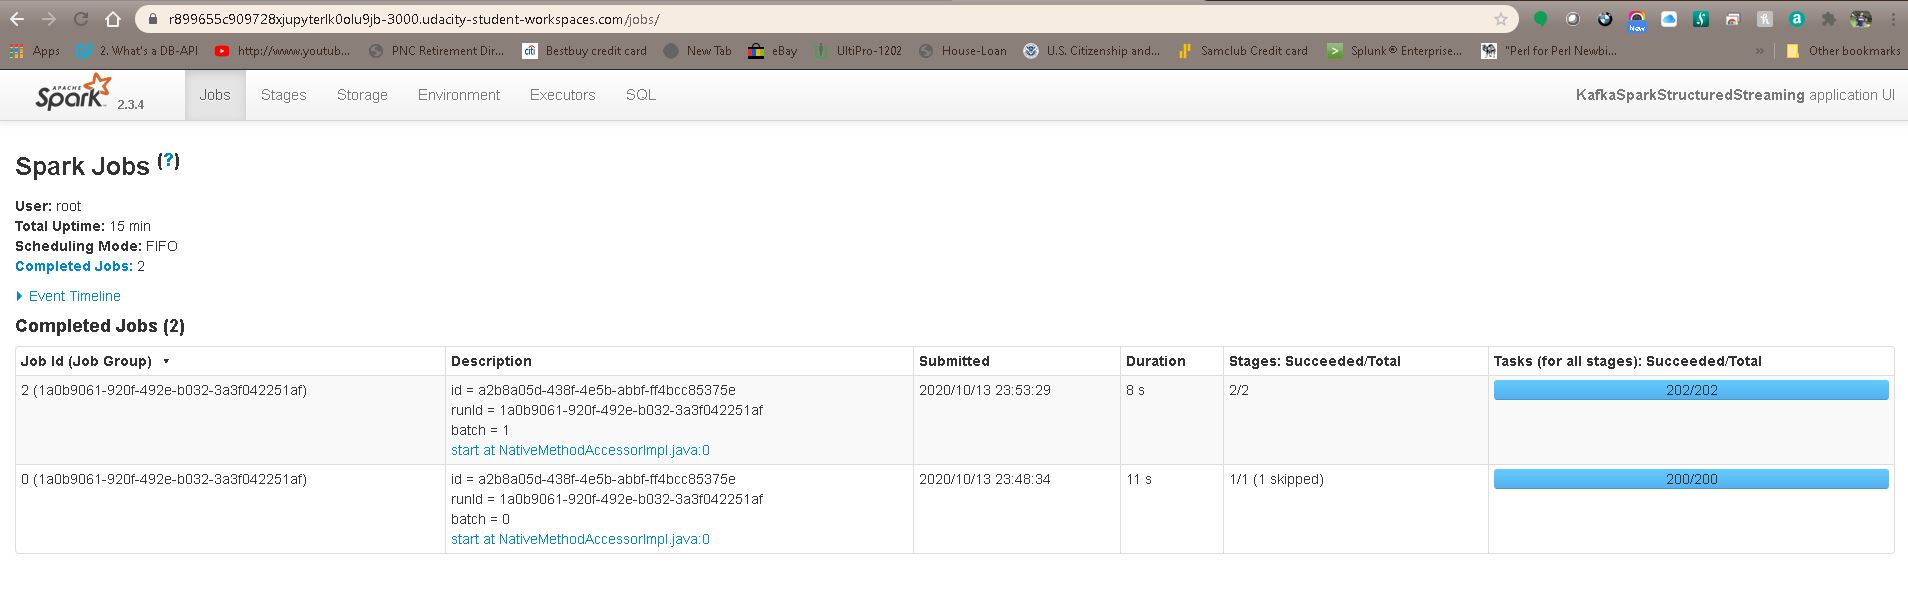 r899655c909728xjupyterlk0olu9jb-3000.udacity-student-workspaces.com/jobs/
New
Apps 2. What's a DB-API http://www.youtub... PNC Retirement Dir... citi Bestbuy credit card New Tab eBay UltiPro-1202 House-Loan U.S. Citizenship and... Samclub Credit card Splunk® Enterprise... "Perl for Perl Newbi... » Other bookmarks
APACHE Spark 2.3.4 Jobs Stages Storage Environment Executors SQL KafkaSparkStructuredStreaming application UI
Spark Jobs (?)
User: root
Total Uptime: 15 min
Scheduling Mode: FIFO
Completed Jobs: 2
Event Timeline
Completed Jobs (2)
Job Id (Job Group) Description Submitted Duration Stages: Succeeded/Total Tasks (for all stages): Succeeded/Total
2 (1a0b9061-920f-492e-b032-3a3f042251af) id = a2b8a05d-438f-4e5b-abbf-ff4bcc85375e 2020/10/13 23:53:29 8 s 2/2 202/202
runId = 1a0b9061-920f-492e-b032-3a3f042251af
batch = 1
start at NativeMethodAccessorImpl.java:0
0 (1a0b9061-920f-492e-b032-3a3f042251af) id = a2b8a05d-438f-4e5b-abbf-ff4bcc85375e 2020/10/13 23:48:34 11 s 1/1 (1 skipped) 200/200
runId = 1a0b9061-920f-492e-b032-3a3f042251af
batch = 0
start at NativeMethodAccessorImpl.java:0